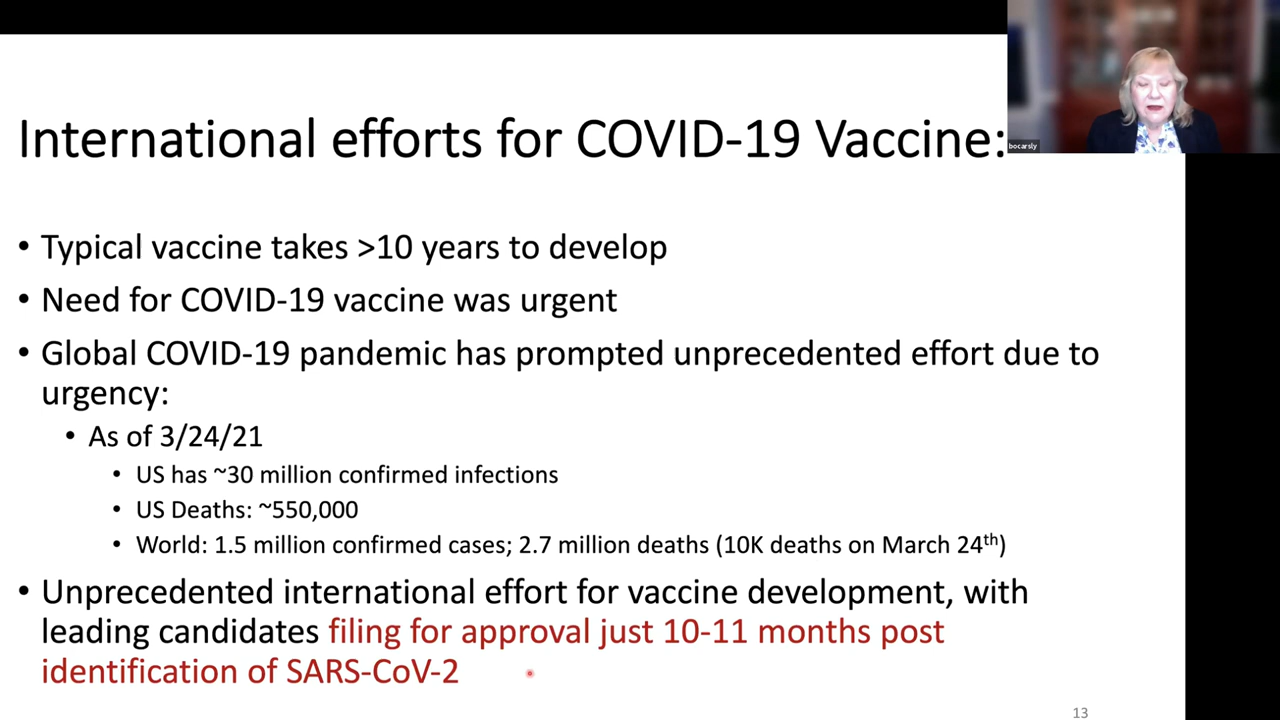 International efforts for COVID-19 Vaccine:
bocarsly
• Typical vaccine takes >10 years to develop
• Need for COVID-19 vaccine was urgent
• Global COVID-19 pandemic has prompted unprecedented effort due to
urgency:
• As of 3/24/21
• US has ~30 million confirmed infections
• US Deaths: ~550,000
• World: 1.5 million confirmed cases; 2.7 million deaths (10K deaths on March 24th)
• Unprecedented international effort for vaccine development, with
leading candidates filing for approval just 10-11 months post
identification of SARS-CoV-2
13